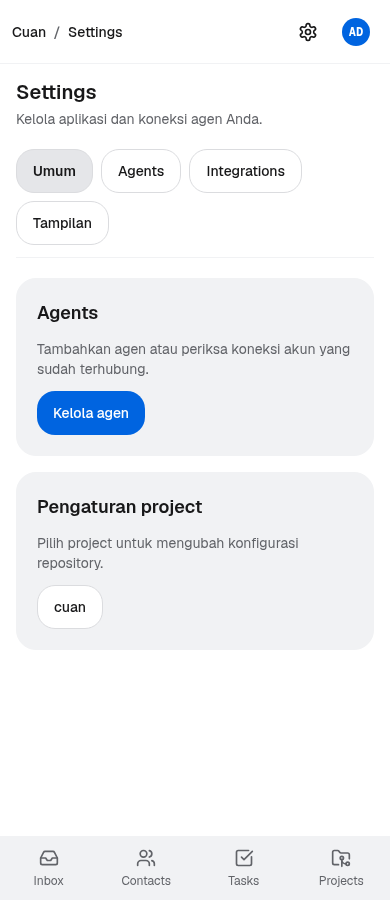 Cuan / Settings
AD
Settings
Kelola aplikasi dan koneksi agen Anda.
Umum
Agents
Integrations
Tampilan
Agents
Tambahkan agen atau periksa koneksi akun yang
sudah terhubung.
Kelola agen
Pengaturan project
Pilih project untuk mengubah konfigurasi
repository.
cuan
Inbox
Contacts
Tasks
Projects